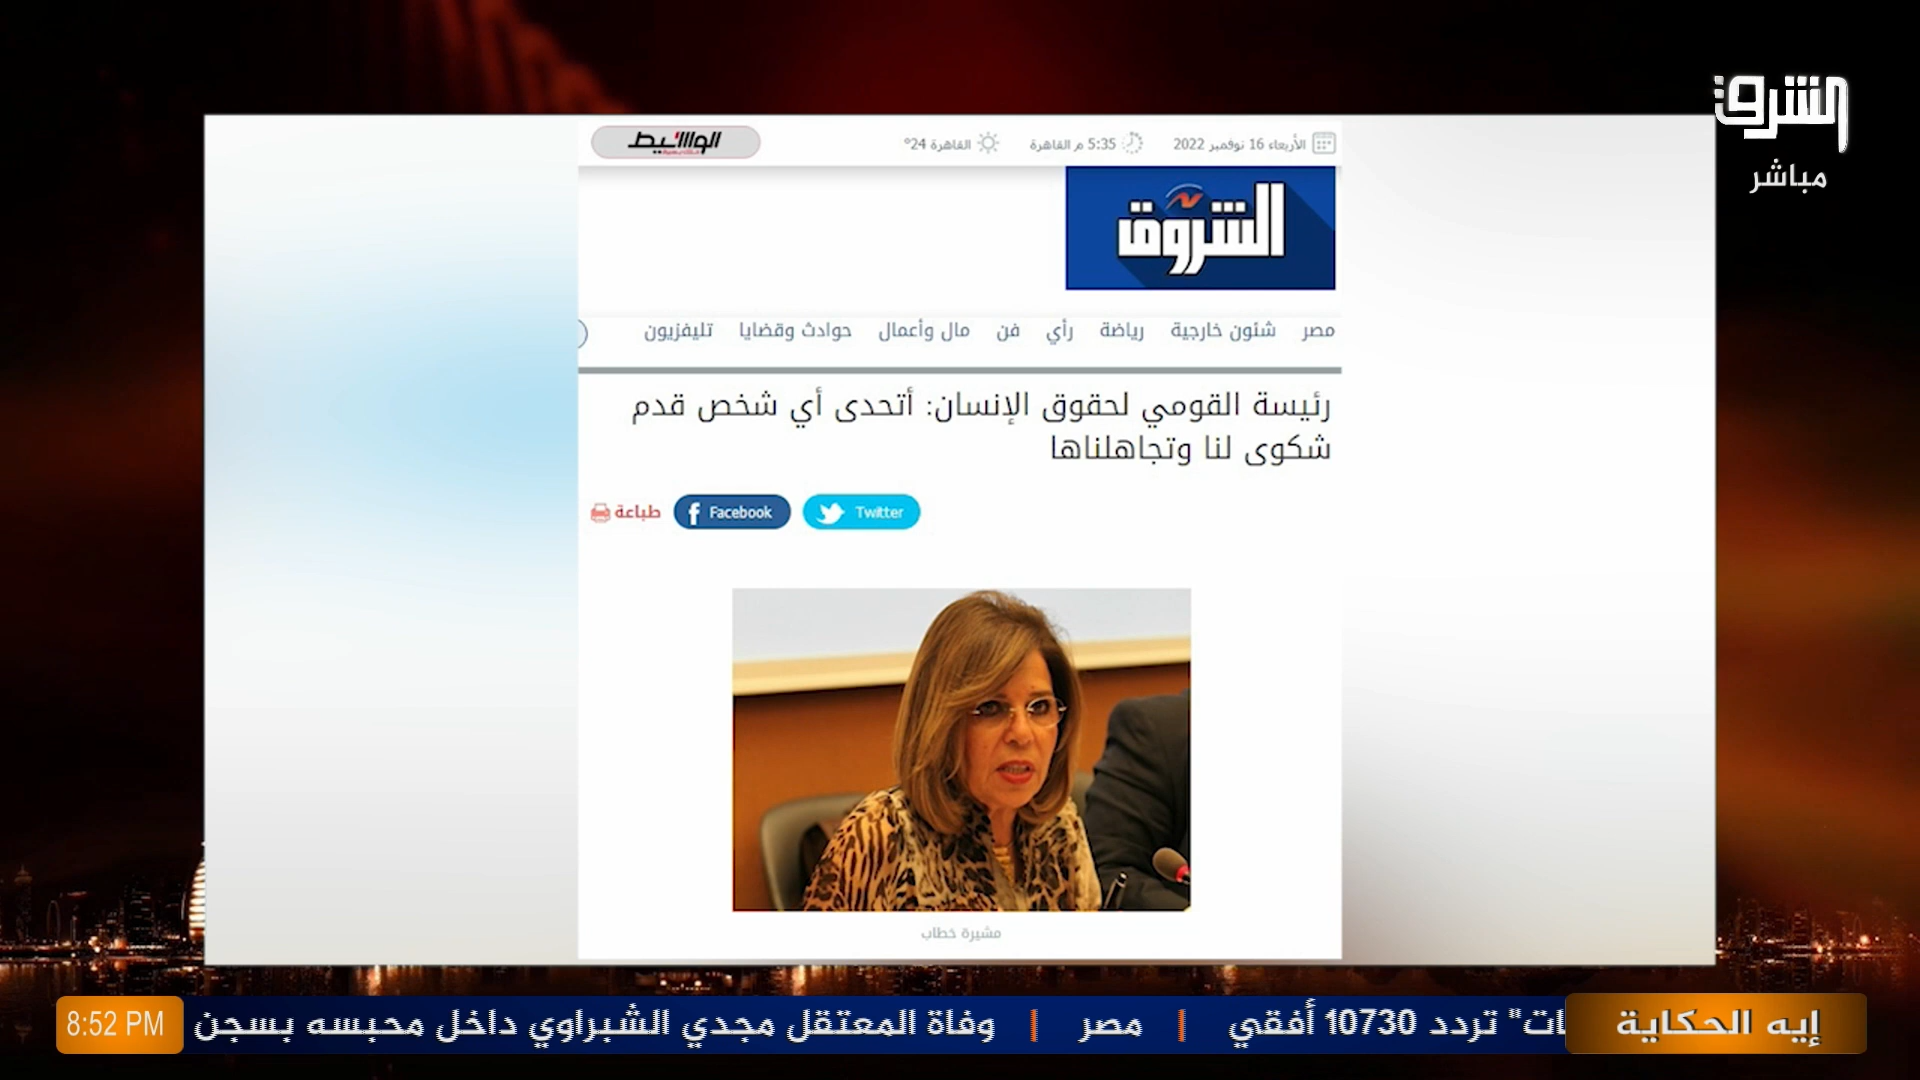 الشرق
مباشر
الأربعاء 16 نوفمبر 2022
5:35 م القاهرة
القاهرة 24°
الوسيط
الشروق
مصر شئون خارجية رياضة رأي فن مال وأعمال حوادث وقضايا تليفزيون
رئيسة القومي لحقوق الإنسان: أتحدى أي شخص قدم
شكوى لنا وتجاهلناها
Twitter
Facebook
طباعة
مشيرة خطاب
إيه الحكاية
ات" تردد 10730 أفقي | مصر | وفاة المعتقل مجدي الشبراوي داخل محبسه بسجن
8:52 PM